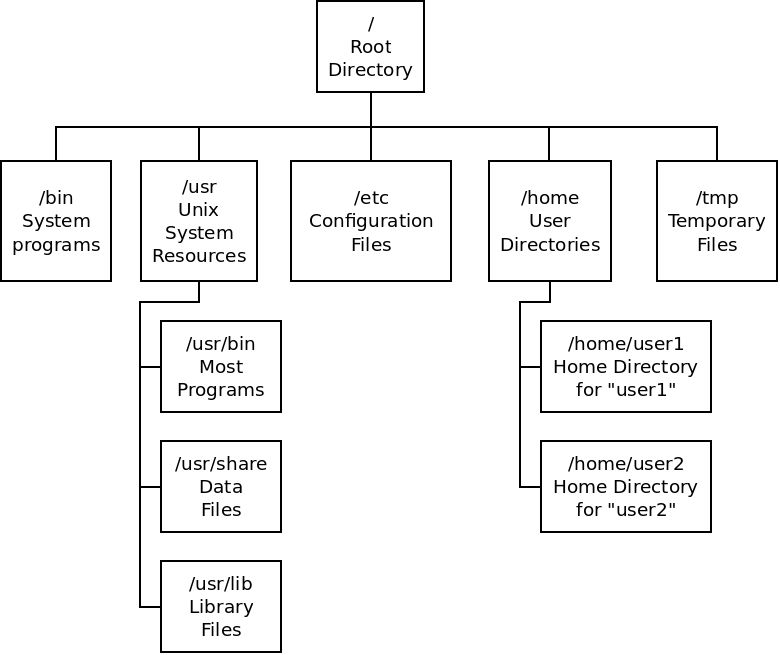 /
Root
Directory
/bin
System
programs
/usr
Unix
System
Resources
/etc
Configuration
Files
/home
User
Directories
/tmp
Temporary
Files
/usr/bin
Most
Programs
/home/user1
Home Directory
for "user1"
/usr/share
Data
Files
/home/user2
Home Directory
for "user2"
/usr/lib
Library
Files